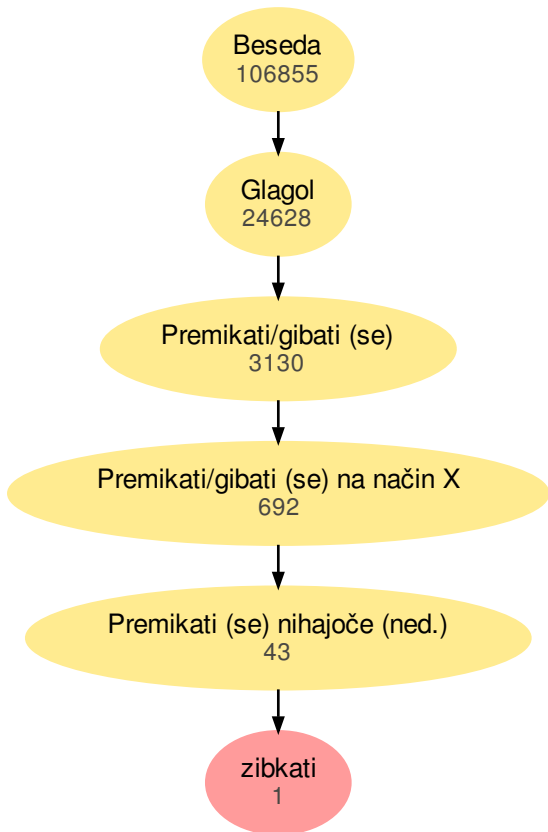 Beseda
106855
Glagol
24628
Premikati/gibati (se)
3130
Premikati/gibati (se) na način X
692
Premikati (se) nihajoče (ned.)
43
zibkati
1